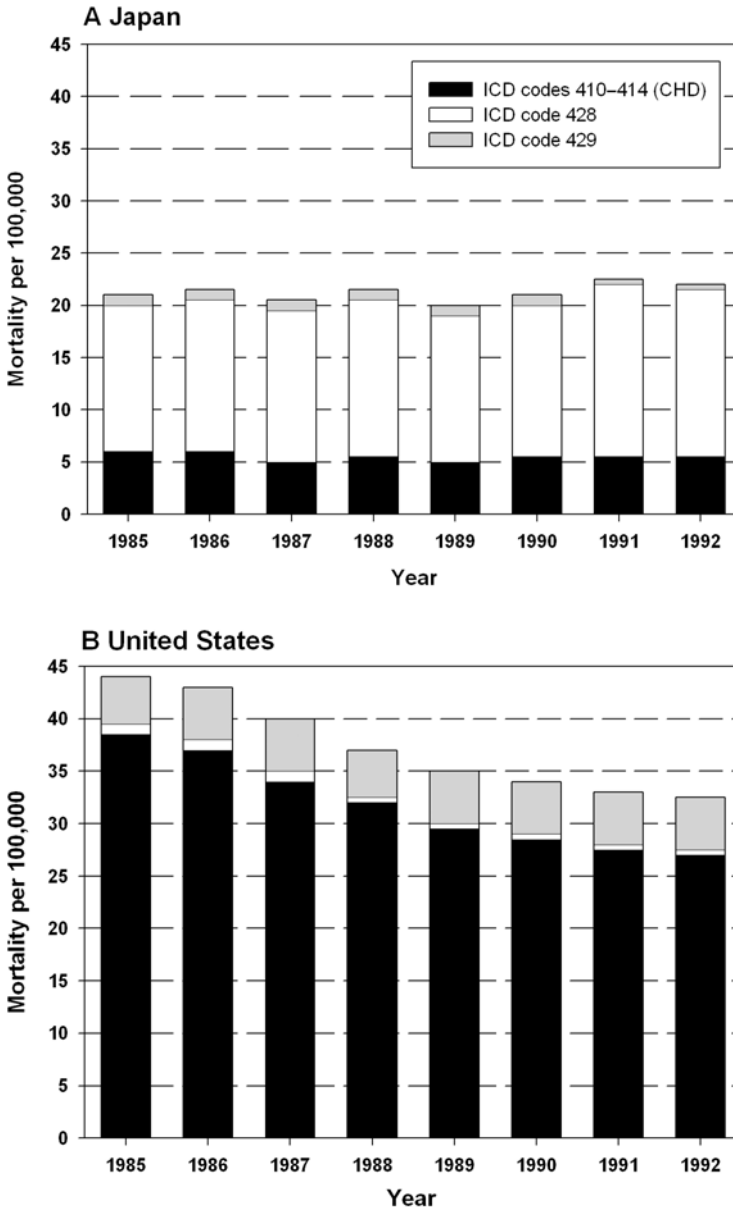 A Japan
45
40
35
30
25
20
15
10
5
0
Mortality per 100,000
ICD codes 410–414 (CHD)
ICD code 428
ICD code 429
1985 1986 1987 1988 1989 1990 1991 1992
Year
B United States
45
40
35
30
25
20
15
10
5
0
Mortality per 100,000
1985 1986 1987 1988 1989 1990 1991 1992
Year